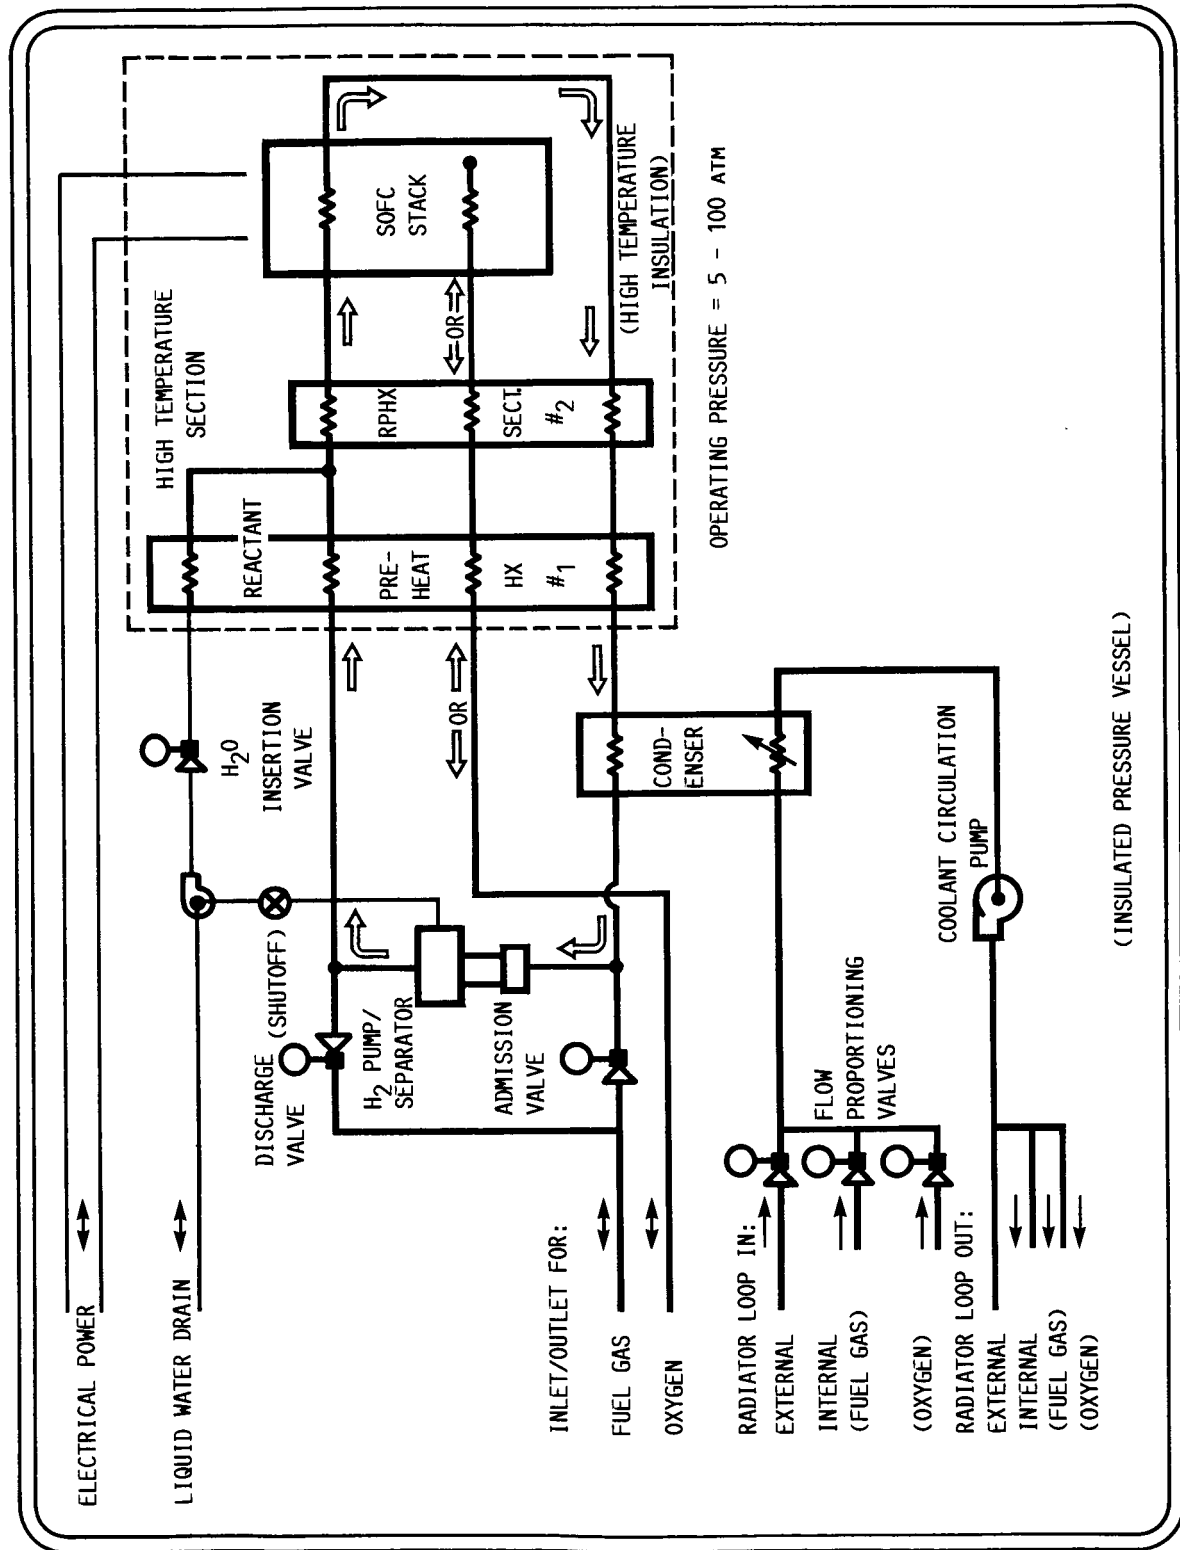 ELECTRICAL POWER
LIQUID WATER DRAIN
INLET/OUTLET FOR:
FUEL GAS
OXYGEN
RADIATOR LOOP IN:
EXTERNAL
INTERNAL
(FUEL GAS)
(OXYGEN)
RADIATOR LOOP OUT:
EXTERNAL
INTERNAL
(FUEL GAS)
(OXYGEN)
DISCHARGE
VALVE
(SHUTOFF)
H2 PUMP/
SEPARATOR
ADMISSION
VALVE
FLOW
PROPORTIONING
VALVES
H2O
INSERTION
VALVE
OR
COND-
ENSER
COOLANT CIRCULATION
PUMP
(INSULATED PRESSURE VESSEL)
HIGH TEMPERATURE
SECTION
REACTANT
PRE-
HEAT
HX
#1
RPHX
SECT.
#2
OR
SOFC
STACK
(HIGH TEMPERATURE
INSULATION)
OPERATING PRESSURE = 5 - 100 ATM